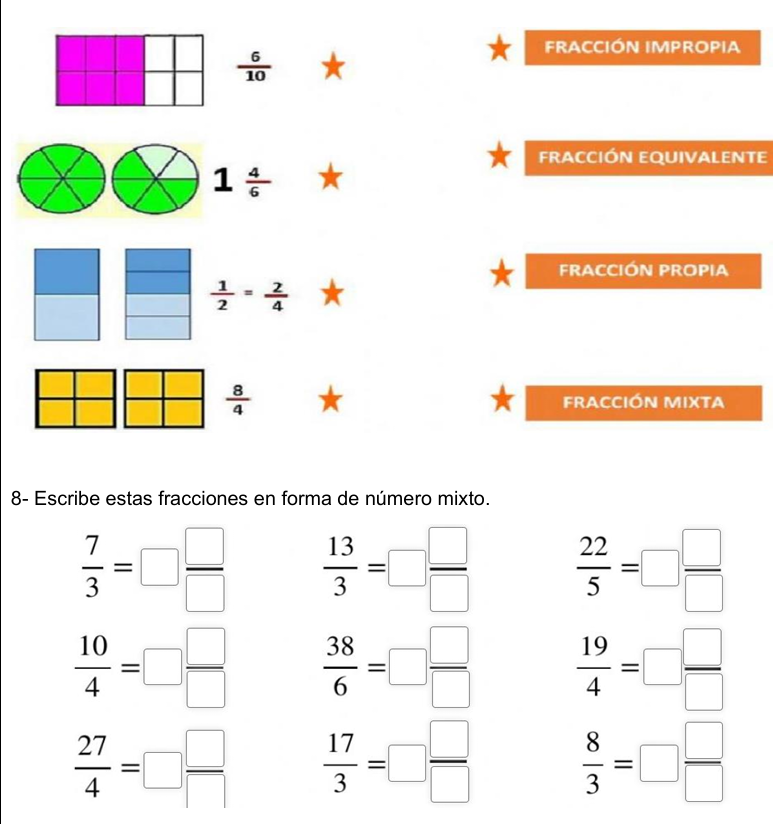 6/10 ★ ★ FRACCIÓN IMPROPIA
1 4/6 ★ ★ FRACCIÓN EQUIVALENTE
1/2 = 2/4 ★ ★ FRACCIÓN PROPIA
8/4 ★ ★ FRACCIÓN MIXTA
8- Escribe estas fracciones en forma de número mixto.
7/3 = 13/3 = 22/5 =
10/4 = 38/6 = 19/4 =
27/4 = 17/3 = 8/3 =